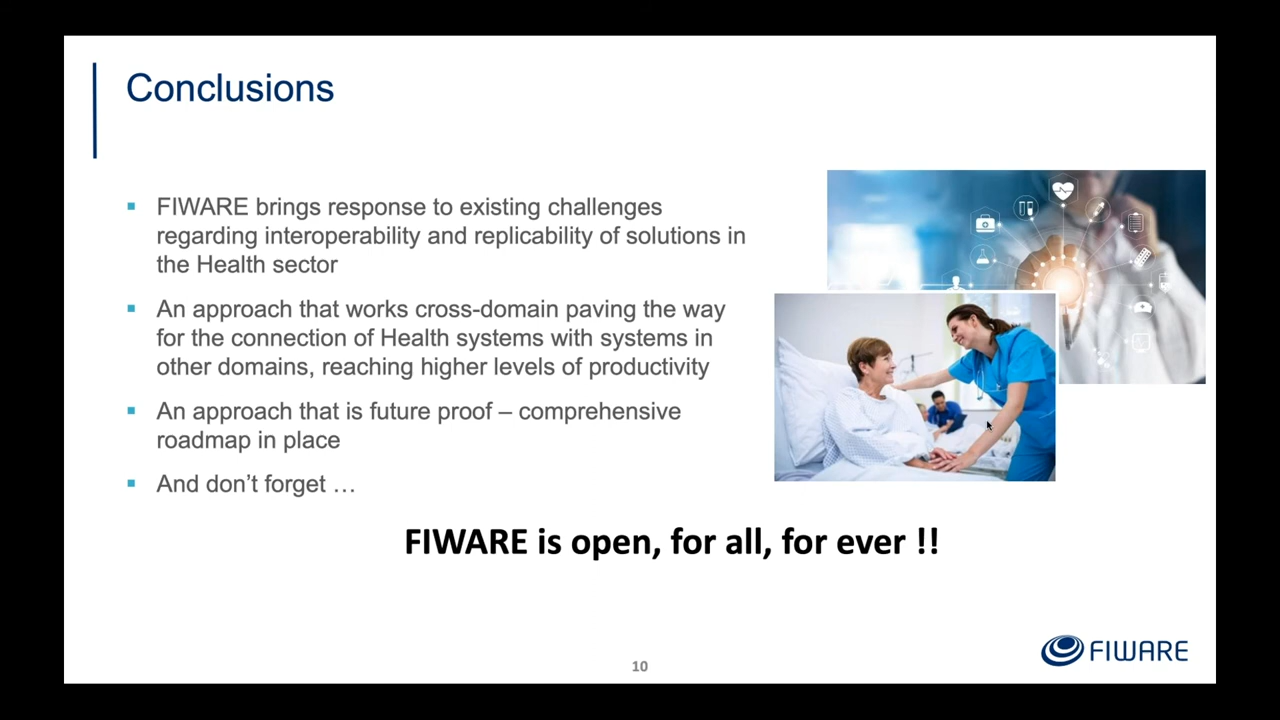 Conclusions
▪ FIWARE brings response to existing challenges
regarding interoperability and replicability of solutions in
the Health sector
▪ An approach that works cross-domain paving the way
for the connection of Health systems with systems in
other domains, reaching higher levels of productivity
▪ An approach that is future proof – comprehensive
roadmap in place
▪ And don’t forget …
FIWARE is open, for all, for ever !!
10
FIWARE